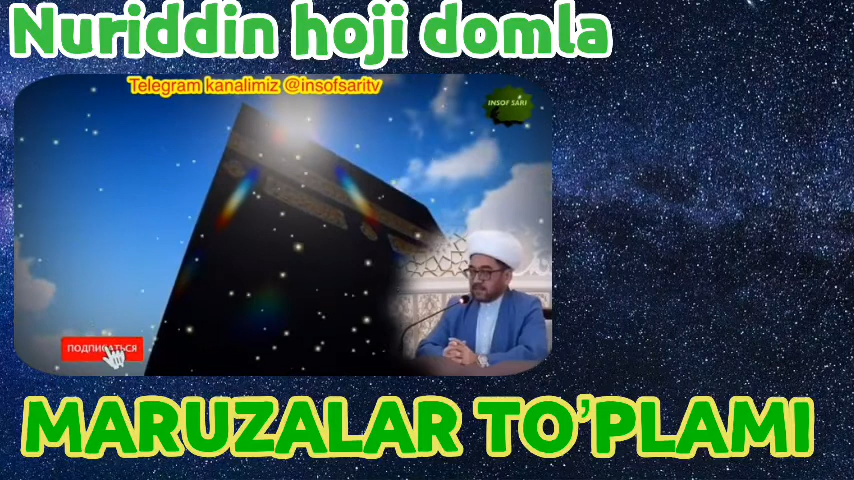 Nuriddin hoji domla
Telegram kanalimiz @insofsaritv
INSOF SARI
ПОДПИСАТЬСЯ
MARUZALAR TO’PLAMI